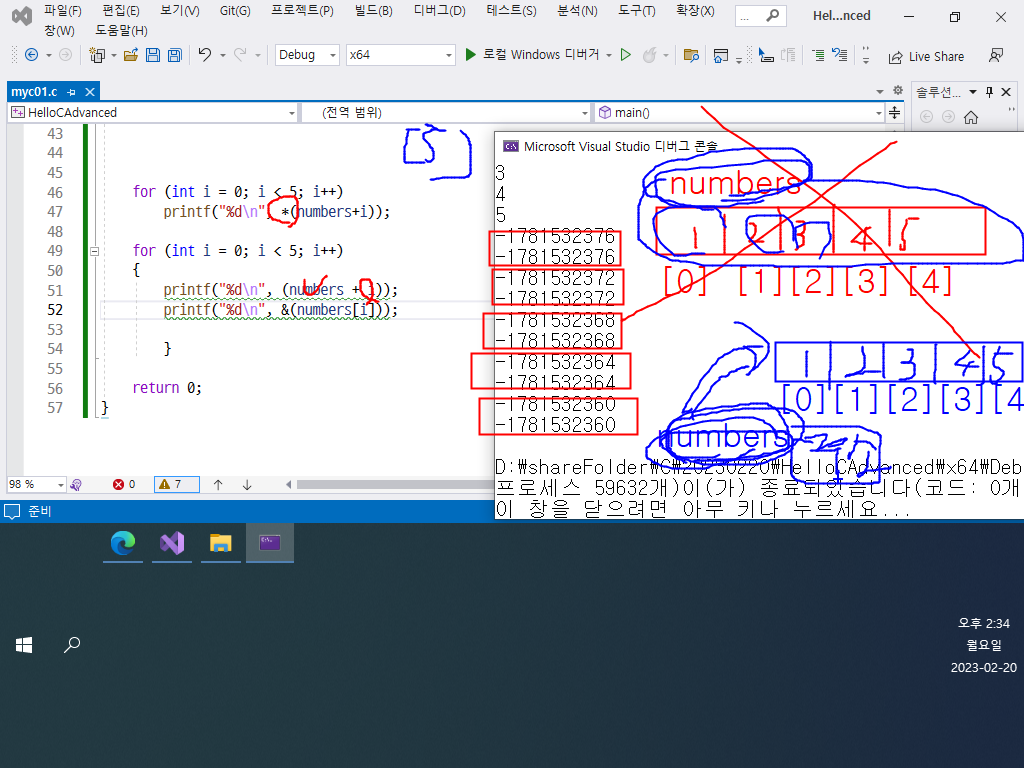 파일(F) 편집(E) 보기(V) Git(G) 프로젝트(P) 빌드(B) 디버그(D) 테스트(S) 분석(N) 도구(T) 확장(X) ... Hel...nced
창(W) 도움말(H)
Debug x64 로컬 Windows 디버거 Live Share
myc01.c 솔루션...
HelloCAdvanced (전역 범위) main()
43
44
45
46 for (int i = 0; i < 5; i++)
47 printf("%d\n", *(numbers+i));
48
49 for (int i = 0; i < 5; i++)
50 {
51 printf("%d\n", (numbers + i));
52 printf("%d\n", &(numbers[i]));
53
54 }
55
56 return 0;
57 }
[5]
98 % 0 7
준비
Microsoft Visual Studio 디버그 콘솔
3
4
5
-1781532376
-1781532376
-1781532372
-1781532372
-1781532368
-1781532368
-1781532364
-1781532364
-1781532360
-1781532360
D:\shareFolder\C\20230220\HelloCAdvanced\x64\Deb
프로세스 59632개)이(가) 종료되었습니다(코드: 0개
이 창을 닫으려면 아무 키나 누르세요...
numbers
1 2 3 4 5
[0] [1] [2] [3] [4]
1 2 3 4 5
[0] [1] [2] [3] [4
numbers
오후 2:34
월요일
2023-02-20